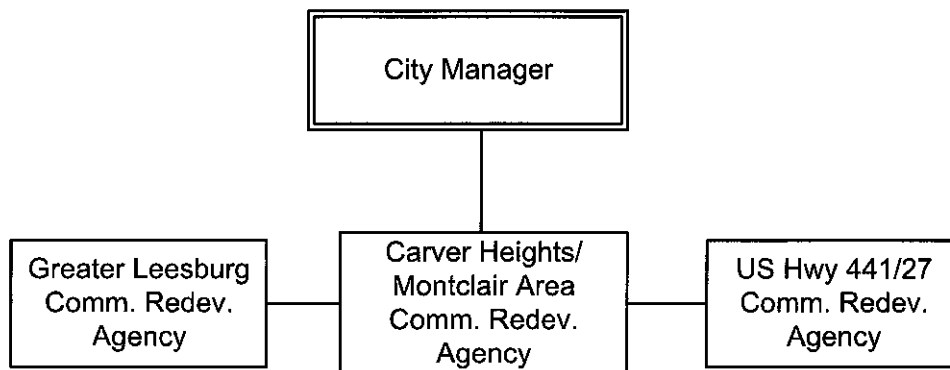 City Manager
Greater Leesburg
Comm. Redev.
Agency
Carver Heights/
Montclair Area
Comm. Redev.
Agency
US Hwy 441/27
Comm. Redev.
Agency